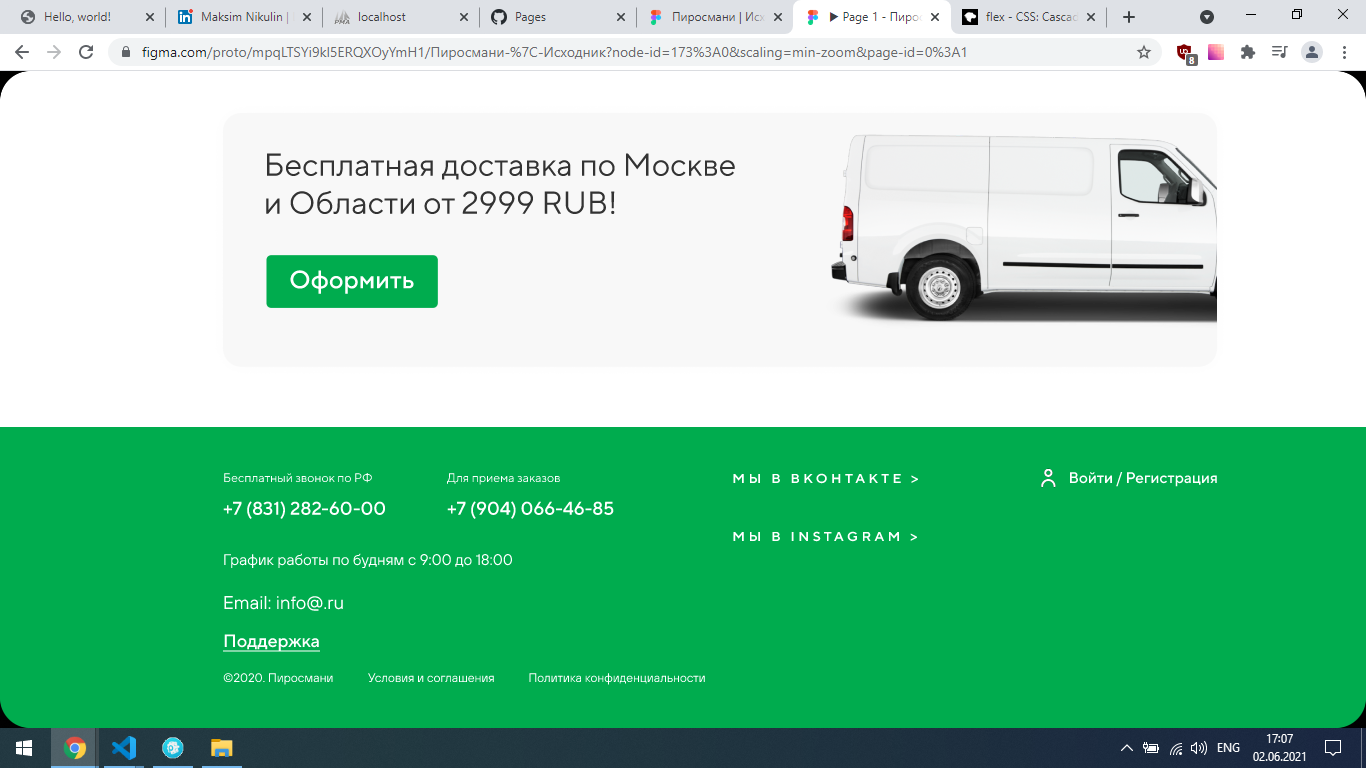 Hello, world!
Maksim Nikulin |
localhost
Pages
Пиросмани | Исх
Page 1 - Пирос
flex - CSS: Cascad
figma.com/proto/mpqLTSYi9kI5ERQXOyYmH1/Пиросмани-%7C-Исходник?node-id=173%3A0&scaling=min-zoom&page-id=0%3A1
8
Бесплатная доставка по Москве
и Области от 2999 RUB!
Оформить
Бесплатный звонок по РФ
+7 (831) 282-60-00
Для приема заказов
+7 (904) 066-46-85
График работы по будням с 9:00 до 18:00
Email: info@.ru
Поддержка
©2020. Пиросмани
Условия и соглашения
Политика конфиденциальности
МЫ В ВКОНТАКТЕ >
МЫ В INSTAGRAM >
Войти / Регистрация
ENG
17:07
02.06.2021